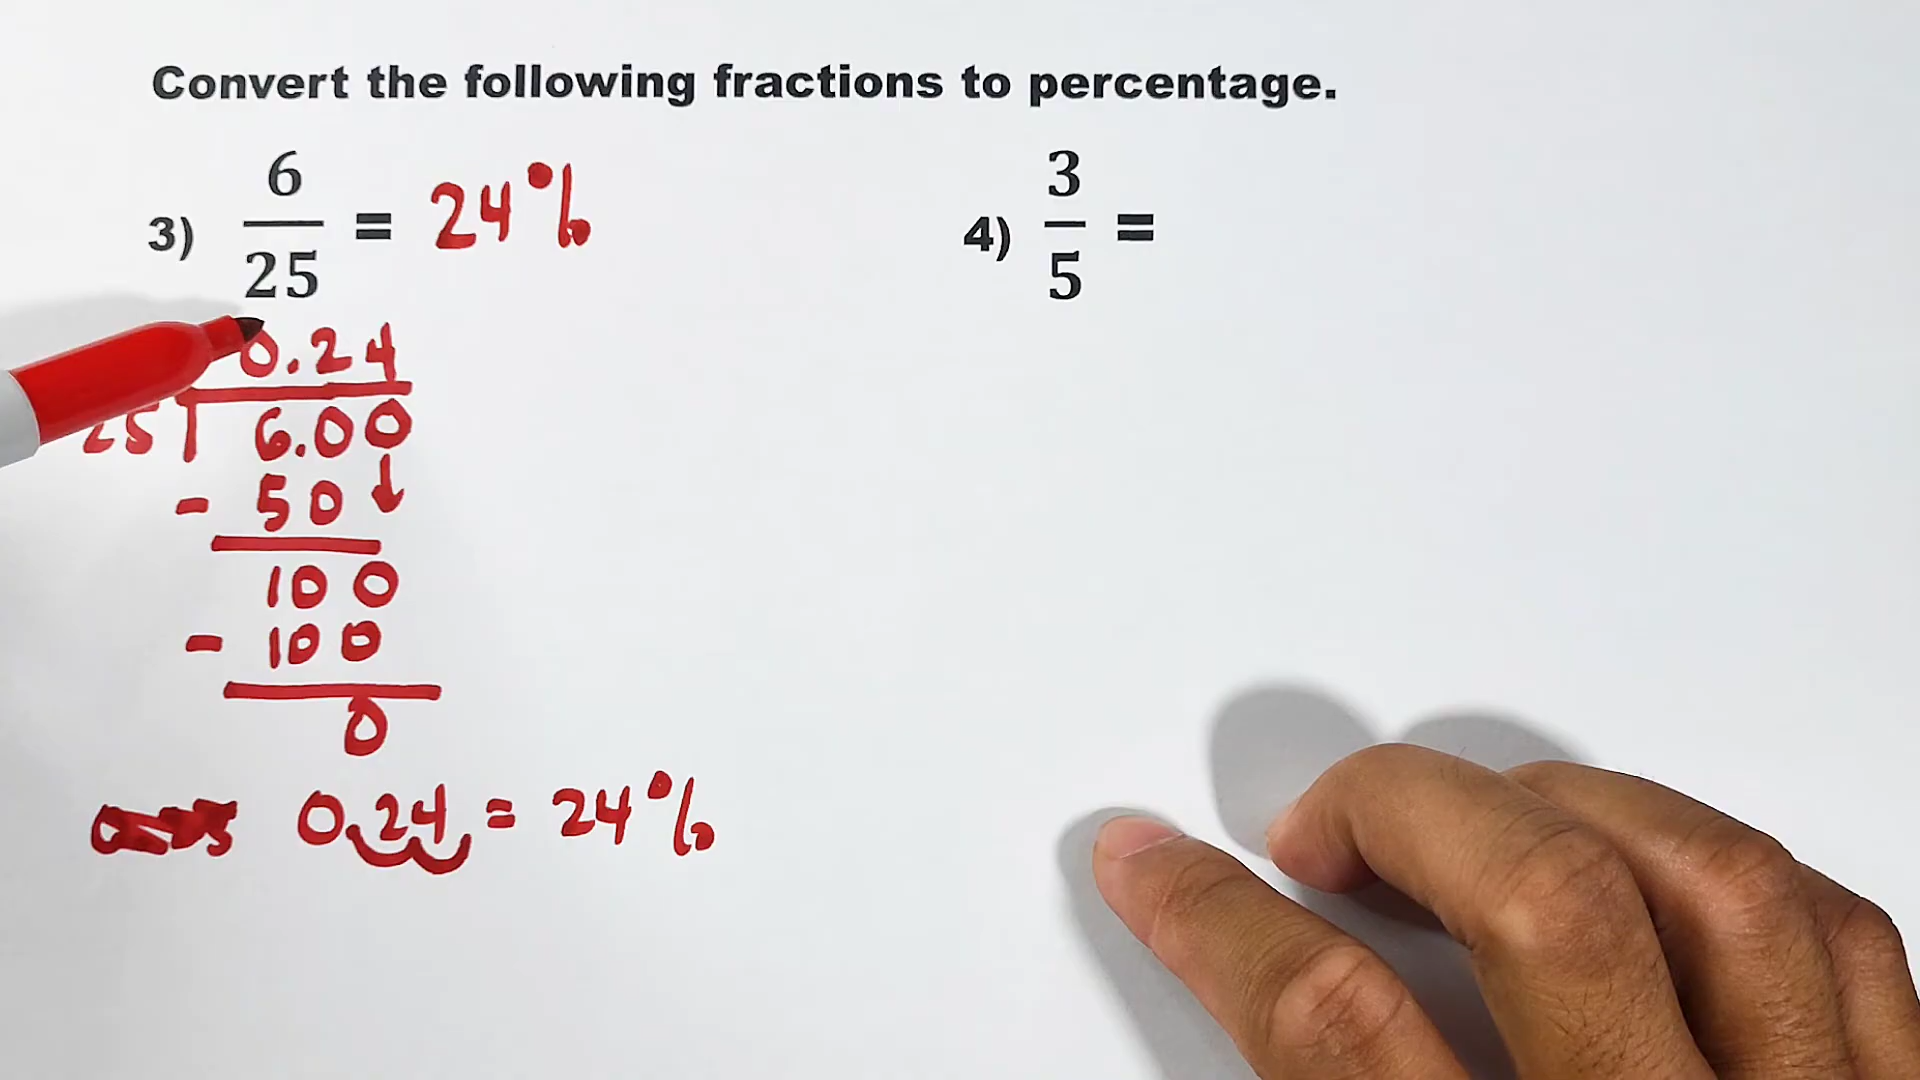 Convert the following fractions to percentage.
3) 6/25 = 24%
0.24
25 6.00
- 50
100
- 100
0
0.24 = 24%
4) 3/5 =